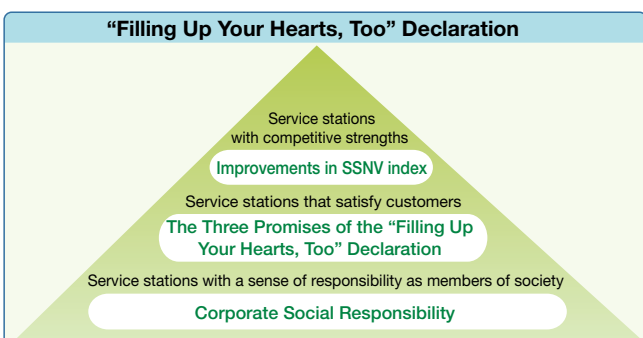 “Filling Up Your Hearts, Too” Declaration
Service stations
with competitive strengths
Improvements in SSNV index
Service stations that satisfy customers
The Three Promises of the “Filling Up
Your Hearts, Too” Declaration
Service stations with a sense of responsibility as members of society
Corporate Social Responsibility